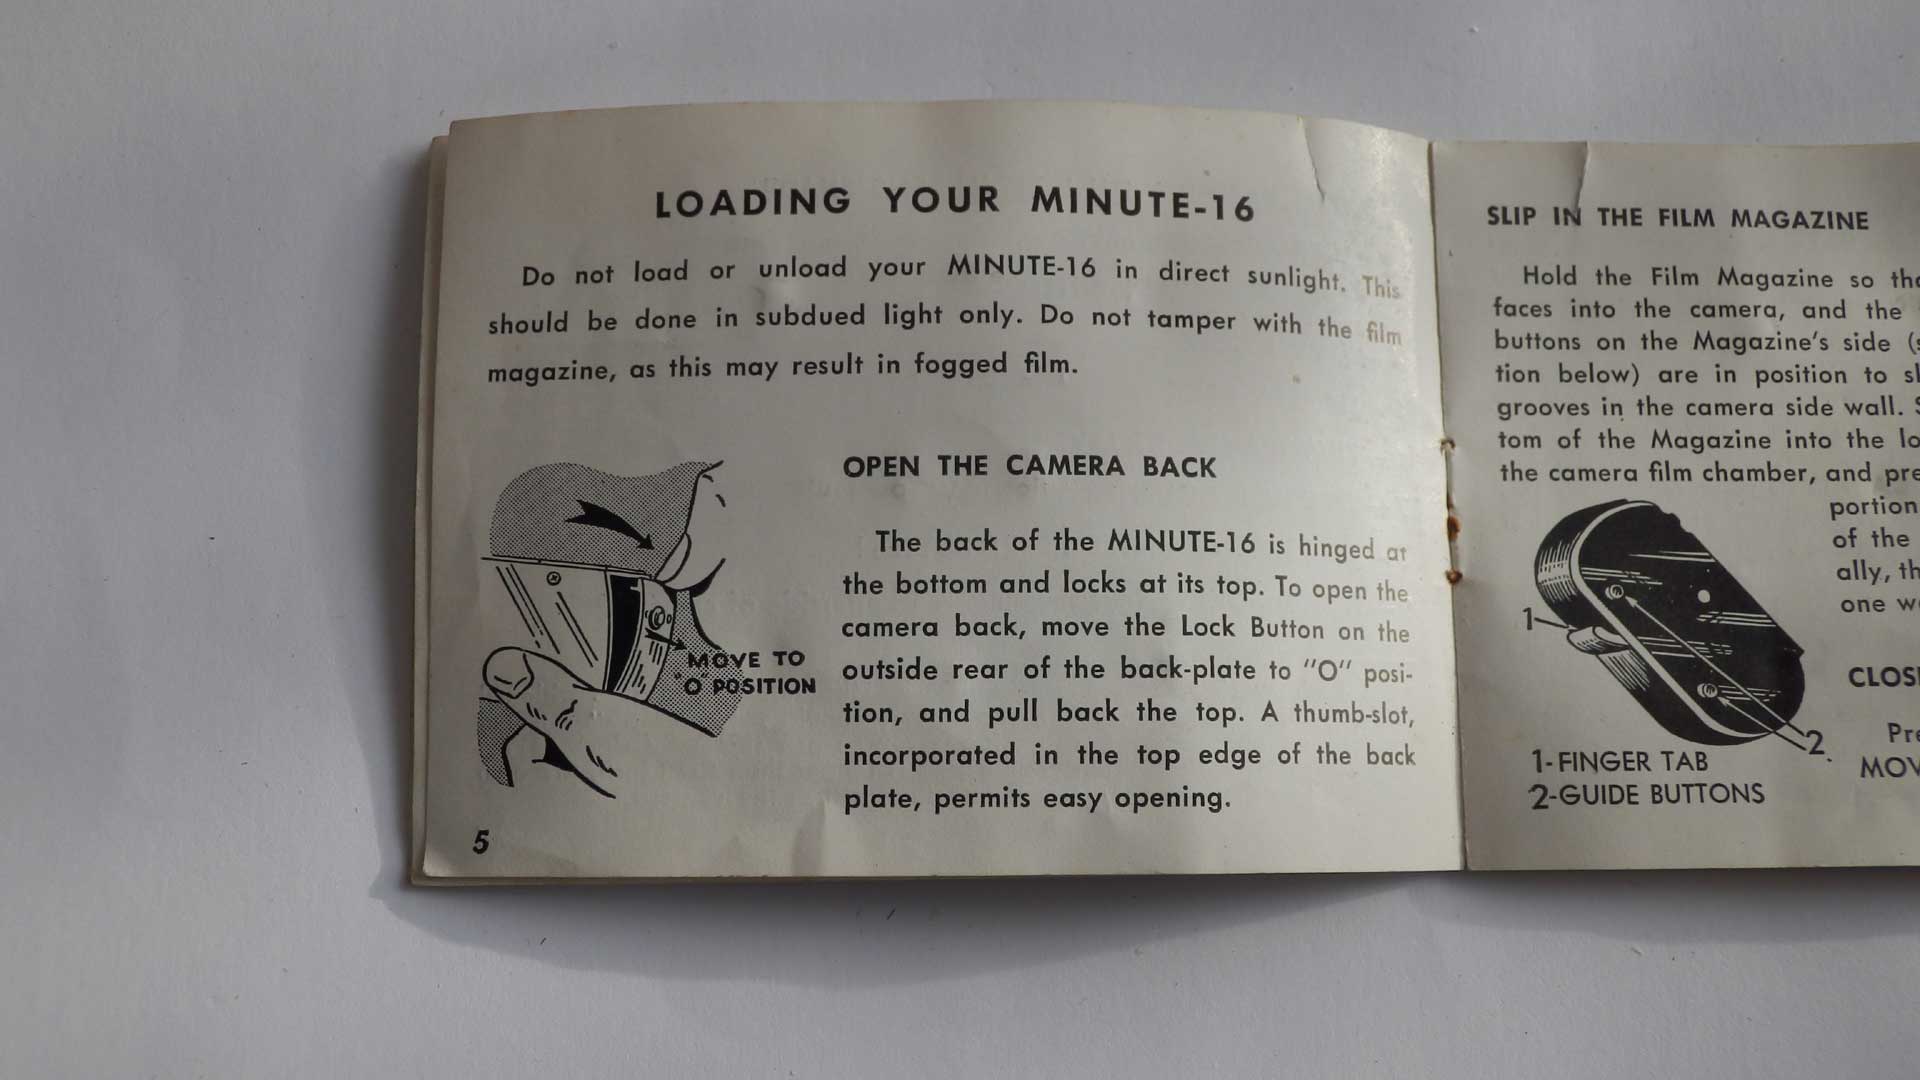 LOADING YOUR MINUTE-16
Do not load or unload your MINUTE-16 in direct sunlight. This
should be done in subdued light only. Do not tamper with the film
magazine, as this may result in fogged film.
OPEN THE CAMERA BACK
The back of the MINUTE-16 is hinged at
the bottom and locks at its top. To open the
camera back, move the Lock Button on the
outside rear of the back-plate to "O" posi-
tion, and pull back the top. A thumb-slot,
incorporated in the top edge of the back
plate, permits easy opening.
MOVE TO
"O" POSITION
5
SLIP IN THE FILM MAGAZINE
Hold the Film Magazine so
faces into the camera, and the
buttons on the Magazine's side
tion below) are in position to
grooves in the camera side wall.
tom of the Magazine into the
the camera film chamber, and
portion
of the
ally,
one
1
2
1-FINGER TAB
2-GUIDE BUTTONS